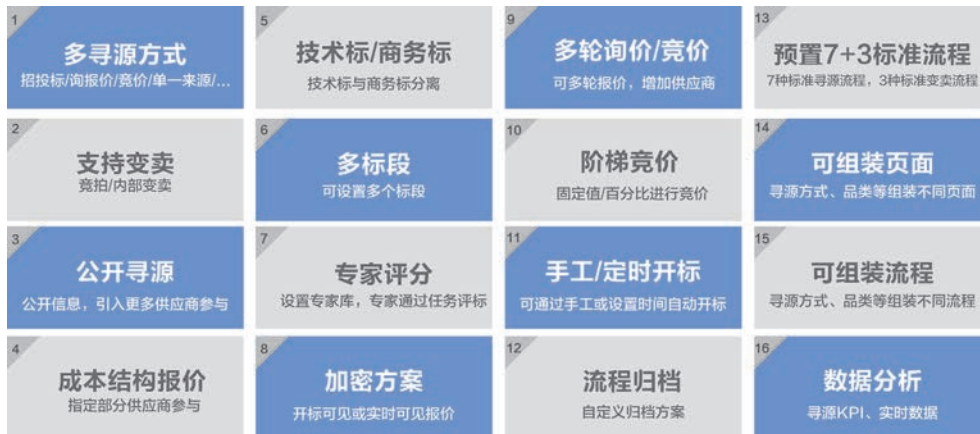 1
多寻源方式
招投标/询报价/竞价/单一来源/...
2
支持变卖
竞拍/内部变卖
3
公开寻源
公开信息，引入更多供应商参与
4
成本结构报价
指定部分供应商参与
5
技术标/商务标
技术标与商务标分离
6
多标段
可设置多个标段
7
专家评分
设置专家库，专家通过任务评标
8
加密方案
开标可见或实时可见报价
9
多轮询价/竞价
可多轮报价，增加供应商
10
阶梯竞价
固定值/百分比进行竞价
11
手工/定时开标
可通过手工或设置时间自动开标
12
流程归档
自定义归档方案
13
预置7+3标准流程
7种标准寻源流程，3种标准变卖流程
14
可组装页面
寻源方式、品类等组装不同页面
15
可组装流程
寻源方式、品类等组装不同流程
16
数据分析
寻源KPI、实时数据